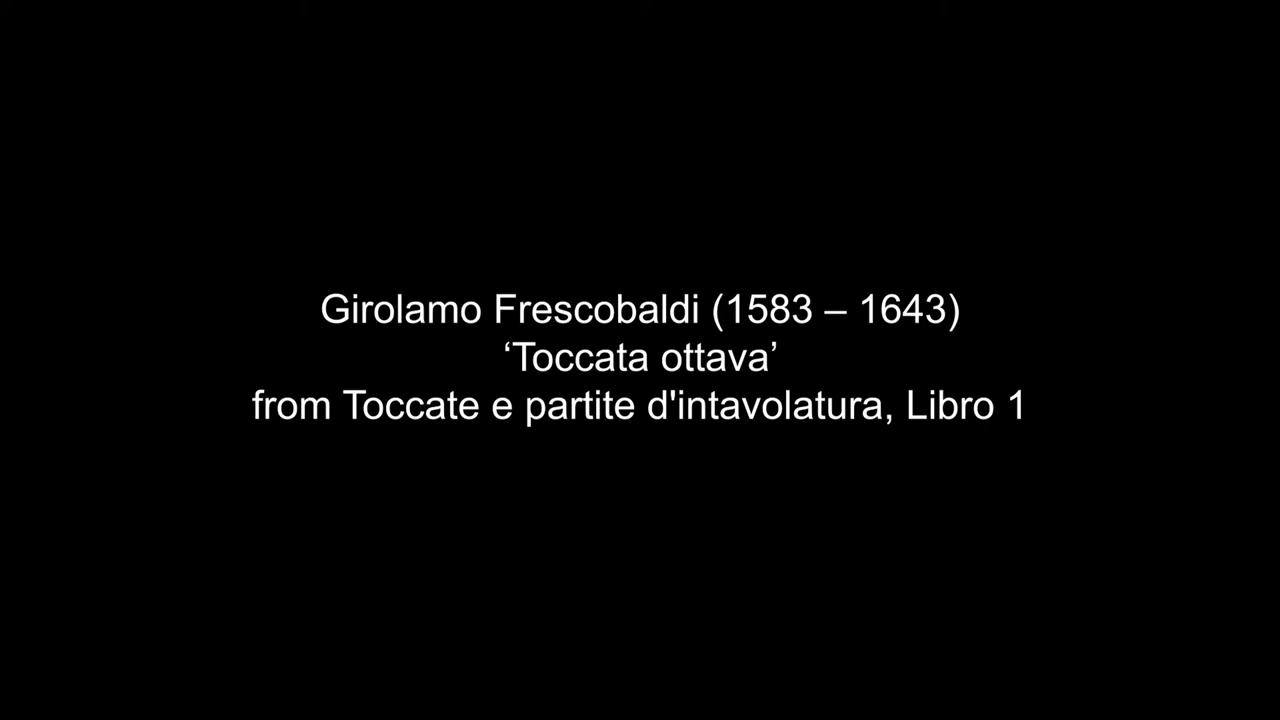 Girolamo Frescobaldi (1583 – 1643)
‘Toccata ottava’
from Toccate e partite d'intavolatura, Libro 1